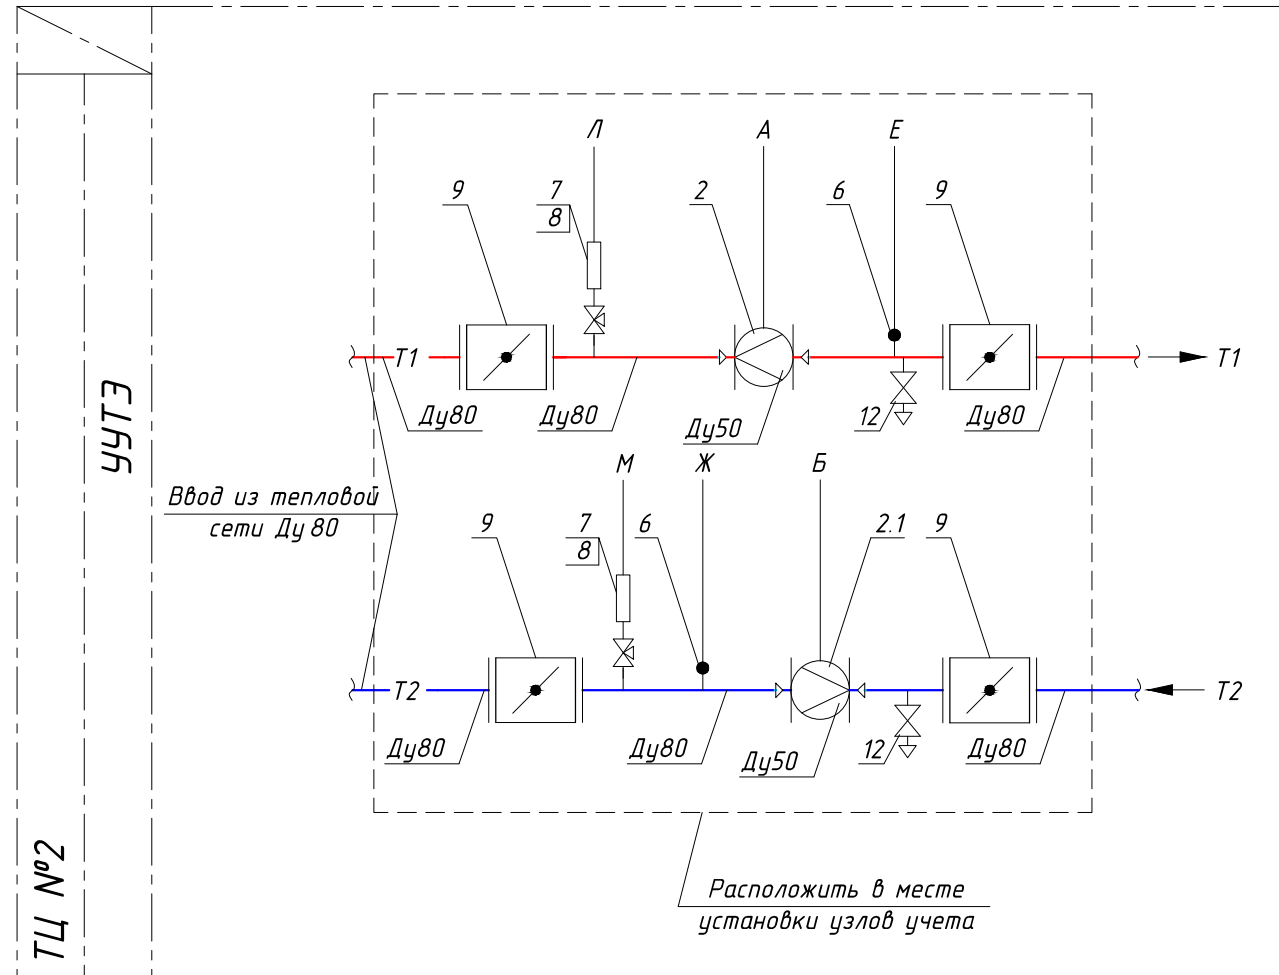 Л
А
Е
9
7
8
2
6
9
Т1
Т1
Ду80
Ду80
Ду50
12
Ду80
УУТЭ
М
Ж
Б
Ввод из тепловой
сети Ду 80
9
7
8
6
2.1
9
Т2
Т2
Ду80
Ду80
Ду50
12
Ду80
ТЦ №2
Расположить в месте
установки узлов учета